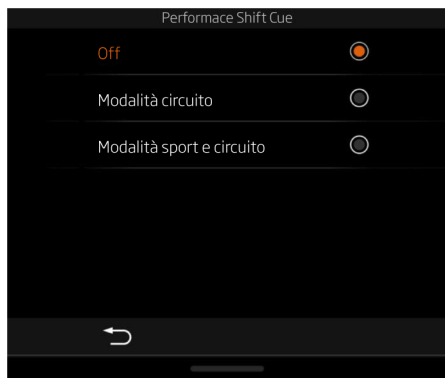 Performace Shift Cue
Off
Modalità circuito
Modalità sport e circuito